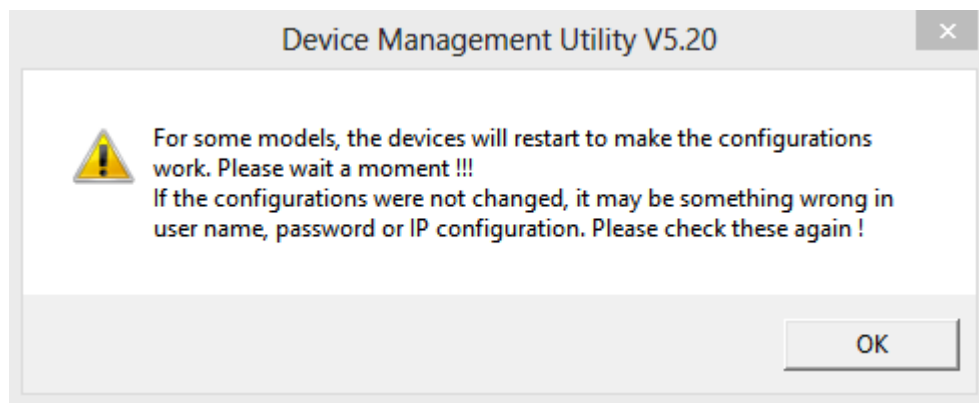 Device Management Utility V5.20
For some models, the devices will restart to make the configurations
work. Please wait a moment !!!
If the configurations were not changed, it may be something wrong in
user name, password or IP configuration. Please check these again !
OK